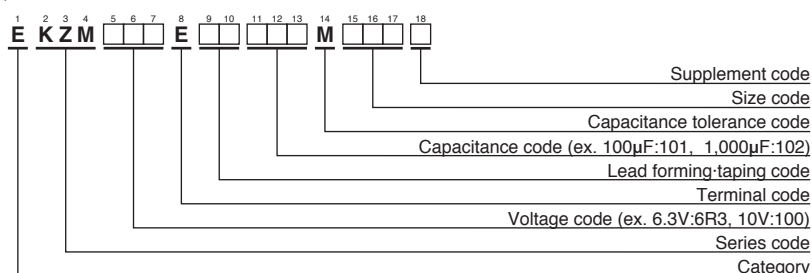 1 2 3 4 5 6 7 8 9 10 11 12 13 14 15 16 17 18
E K Z M E M
Supplement code
Size code
Capacitance tolerance code
Capacitance code (ex. 100µF:101, 1,000µF:102)
Lead forming·taping code
Terminal code
Voltage code (ex. 6.3V:6R3, 10V:100)
Series code
Category